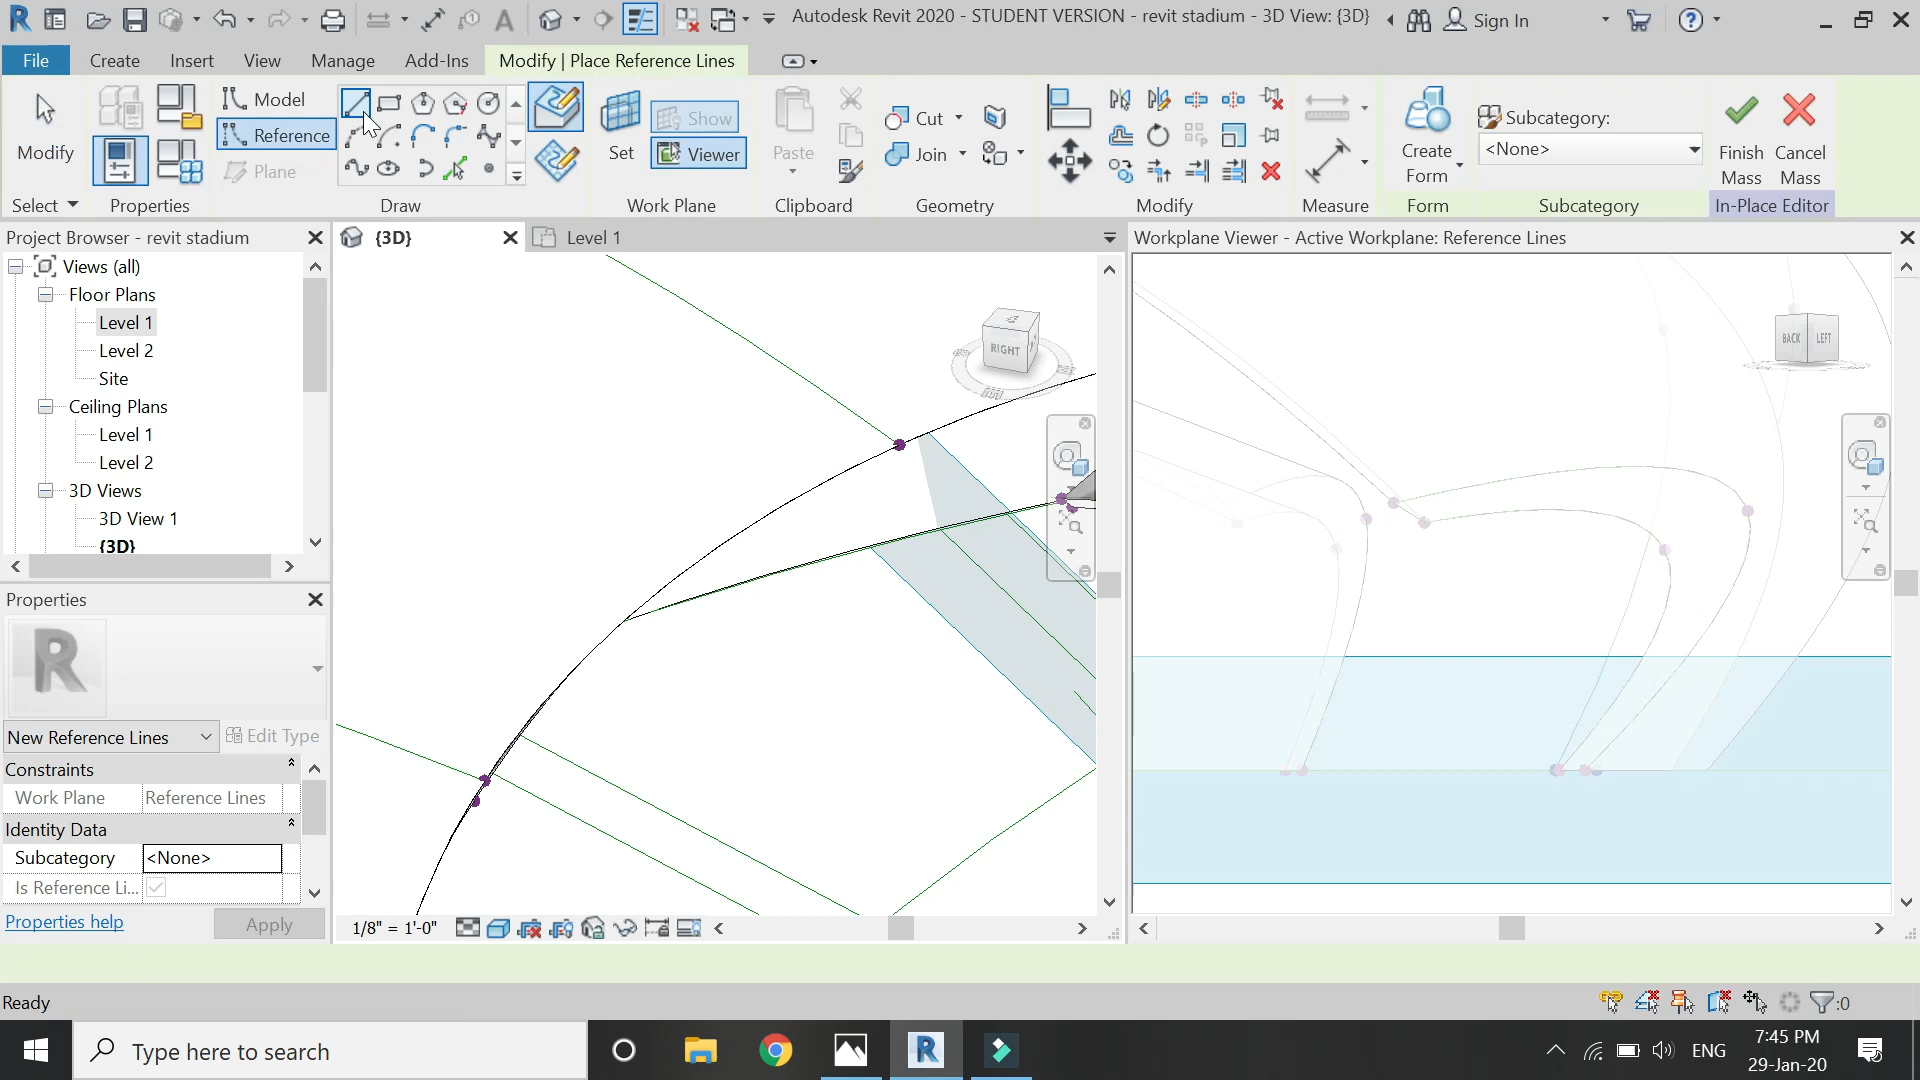 Autodesk Revit 2020 - STUDENT VERSION - revit stadium - 3D View: {3D}
Sign In
File
Create
Insert
View
Manage
Add-Ins
Modify | Place Reference Lines
Modify
Select
Properties
Model
Reference
Plane
Draw
Set
Show
Viewer
Work Plane
Paste
Clipboard
Cut
Join
Geometry
Modify
Measure
Create
Form
Form
Subcategory:
<None>
Subcategory
Finish
Mass
Cancel
Mass
In-Place Editor
Project Browser - revit stadium
Views (all)
Floor Plans
Level 1
Level 2
Site
Ceiling Plans
Level 1
Level 2
3D Views
3D View 1
{3D}
Properties
R
New Reference Lines
Edit Type
Constraints
Work Plane
Reference Lines
Identity Data
Subcategory
<None>
Is Reference Li...
Properties help
Apply
{3D}
Level 1
RIGHT
1/8" = 1'-0"
Workplane Viewer - Active Workplane: Reference Lines
BACK
LEFT
Ready
:0
Type here to search
ENG
7:45 PM
29-Jan-20